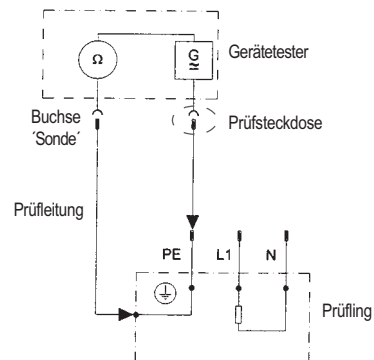 Ω
G
≂
Gerätetester
Buchse
´Sonde´
Prüfsteckdose
Prüfleitung
PE
L1
N
Prüfling